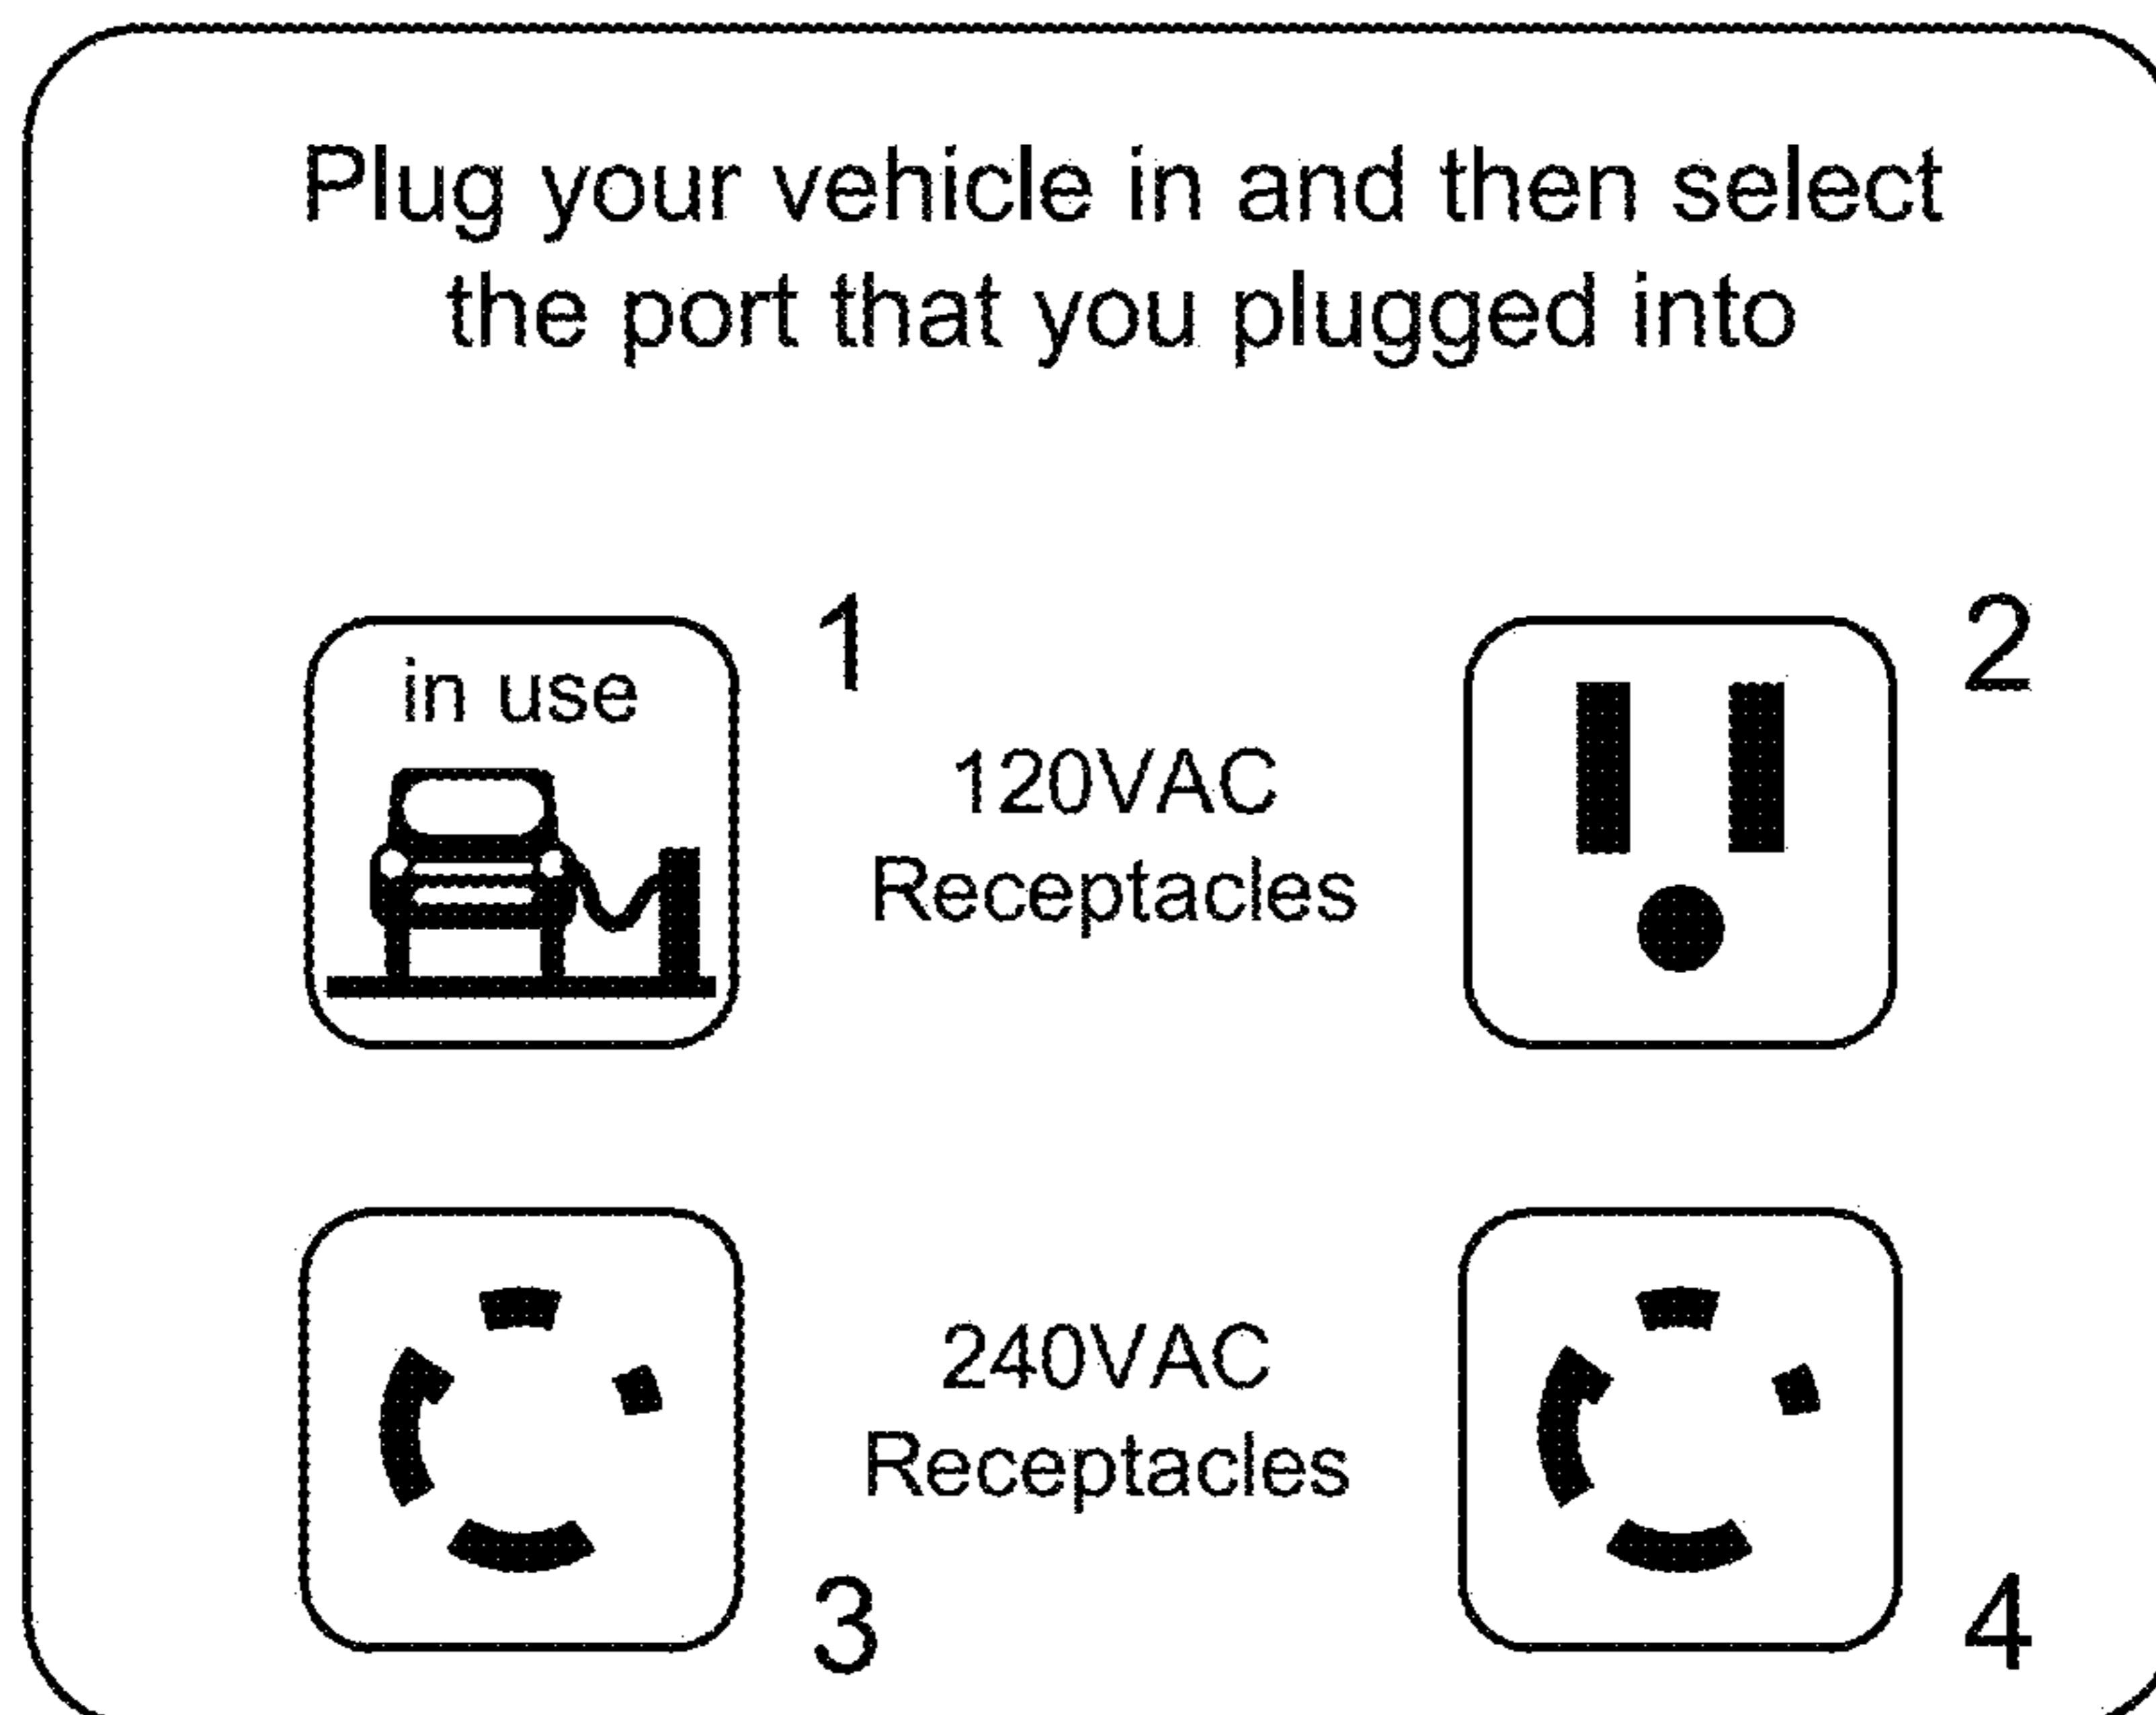 Plug your vehicle in and then select
the port that you plugged into
in use
1
2
120VAC
Receptacles
240VAC
Receptacles
3
4